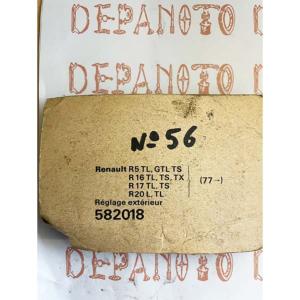 DEPANOTO
DEPANOTO
Nº 56
Renault R5 TL, GTL TS
R 16 TL, TS, TX
R 17 TL, TS
R20 L, TL
(77→)
Réglage extérieur
582018
DEPANOTO